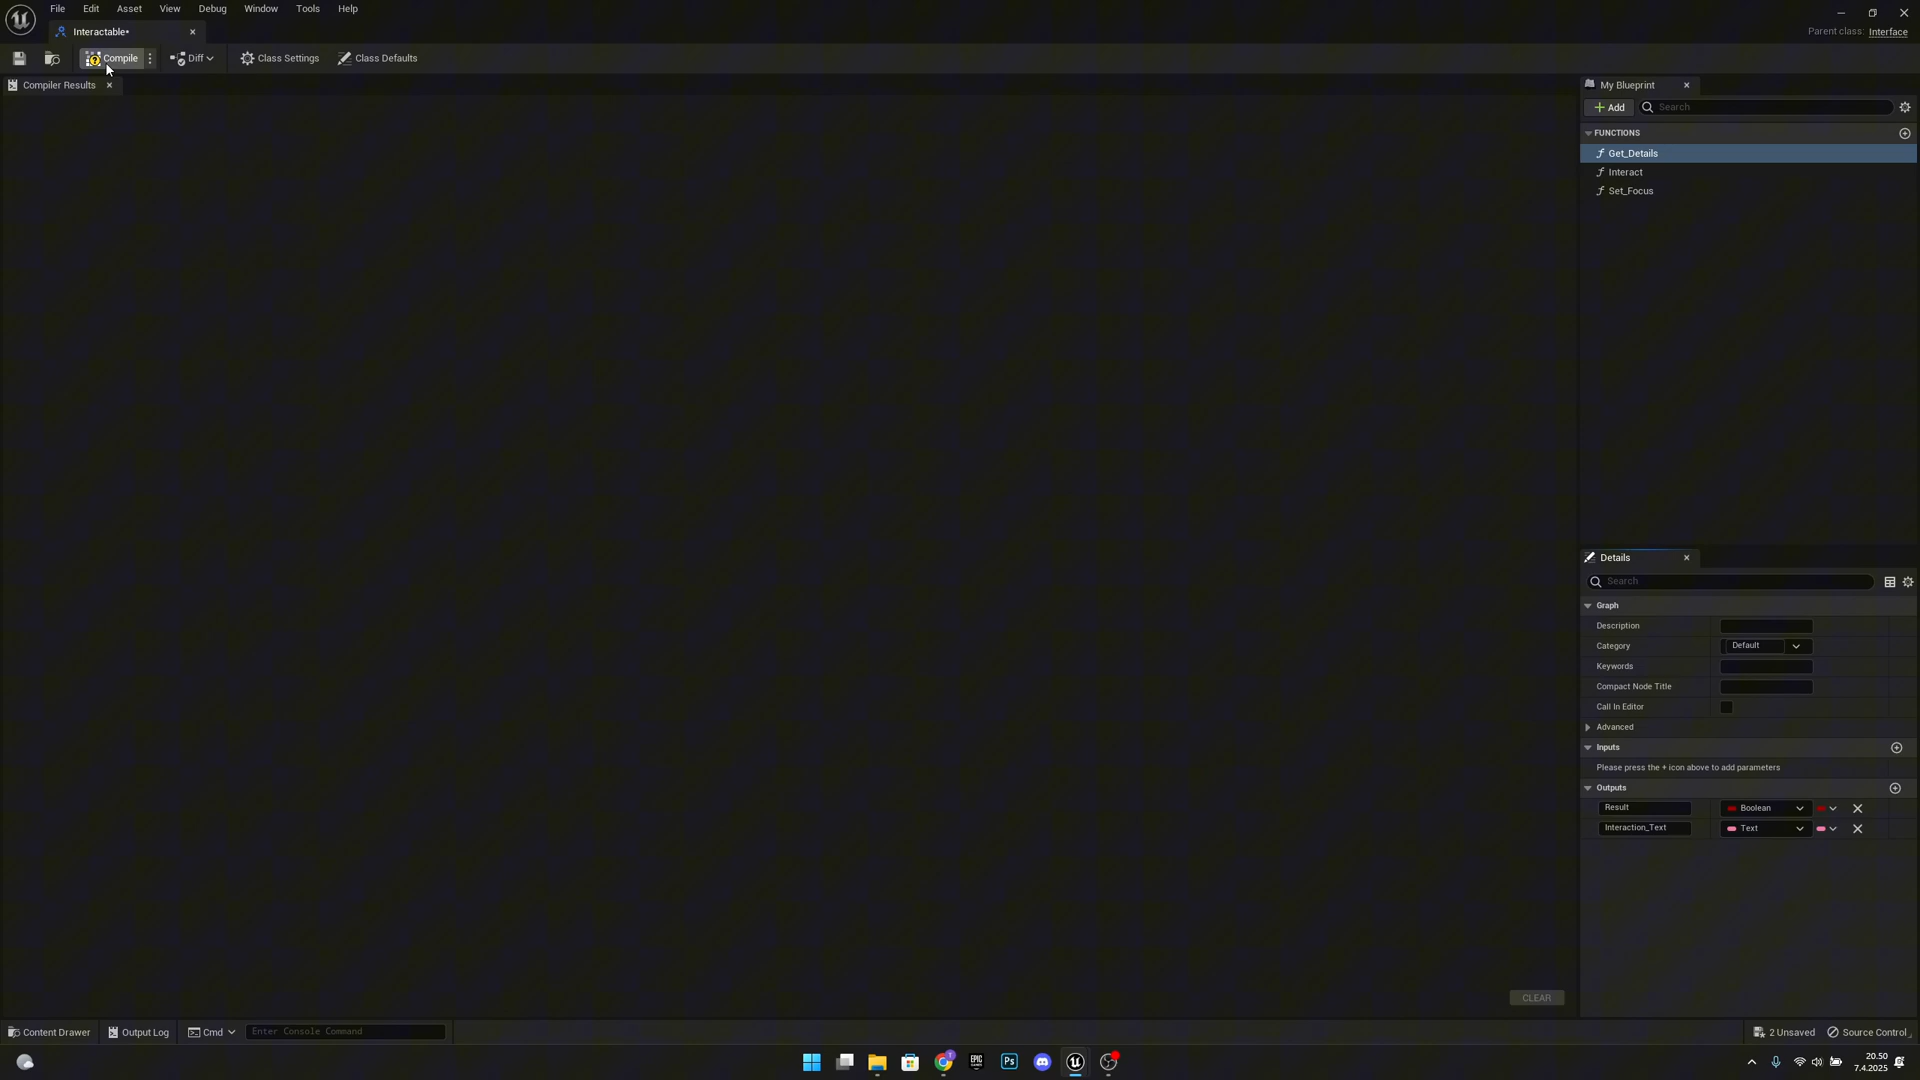 File Edit Asset View Debug Window Tools Help
Interactable•
Parent class: Interface
Compile Diff Class Settings Class Defaults
Compiler Results
My Blueprint
Add Search
FUNCTIONS
Get_Details
Interact
Set_Focus
Details
Search
Graph
Description
Category Default
Keywords
Compact Node Title
Call In Editor
Advanced
Inputs
Please press the + icon above to add parameters
Outputs
Result Boolean
Interaction_Text Text
CLEAR
Content Drawer Output Log Cmd Enter Console Command 2 Unsaved Source Control
EPIC GAMES Ps
20.50
7.4.2025